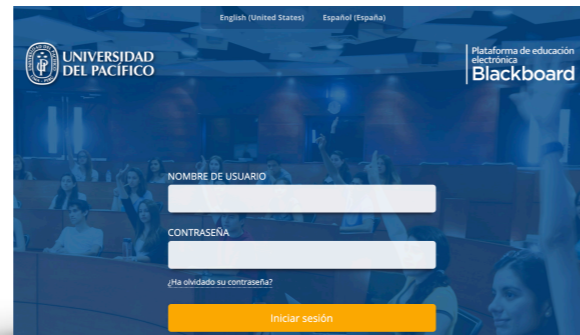 English (United States) Español (España)
UNIVERSIDAD
DEL PACÍFICO
Plataforma de educación
electrónica
Blackboard
NOMBRE DE USUARIO
CONTRASEÑA
¿Ha olvidado su contraseña?
Iniciar sesión